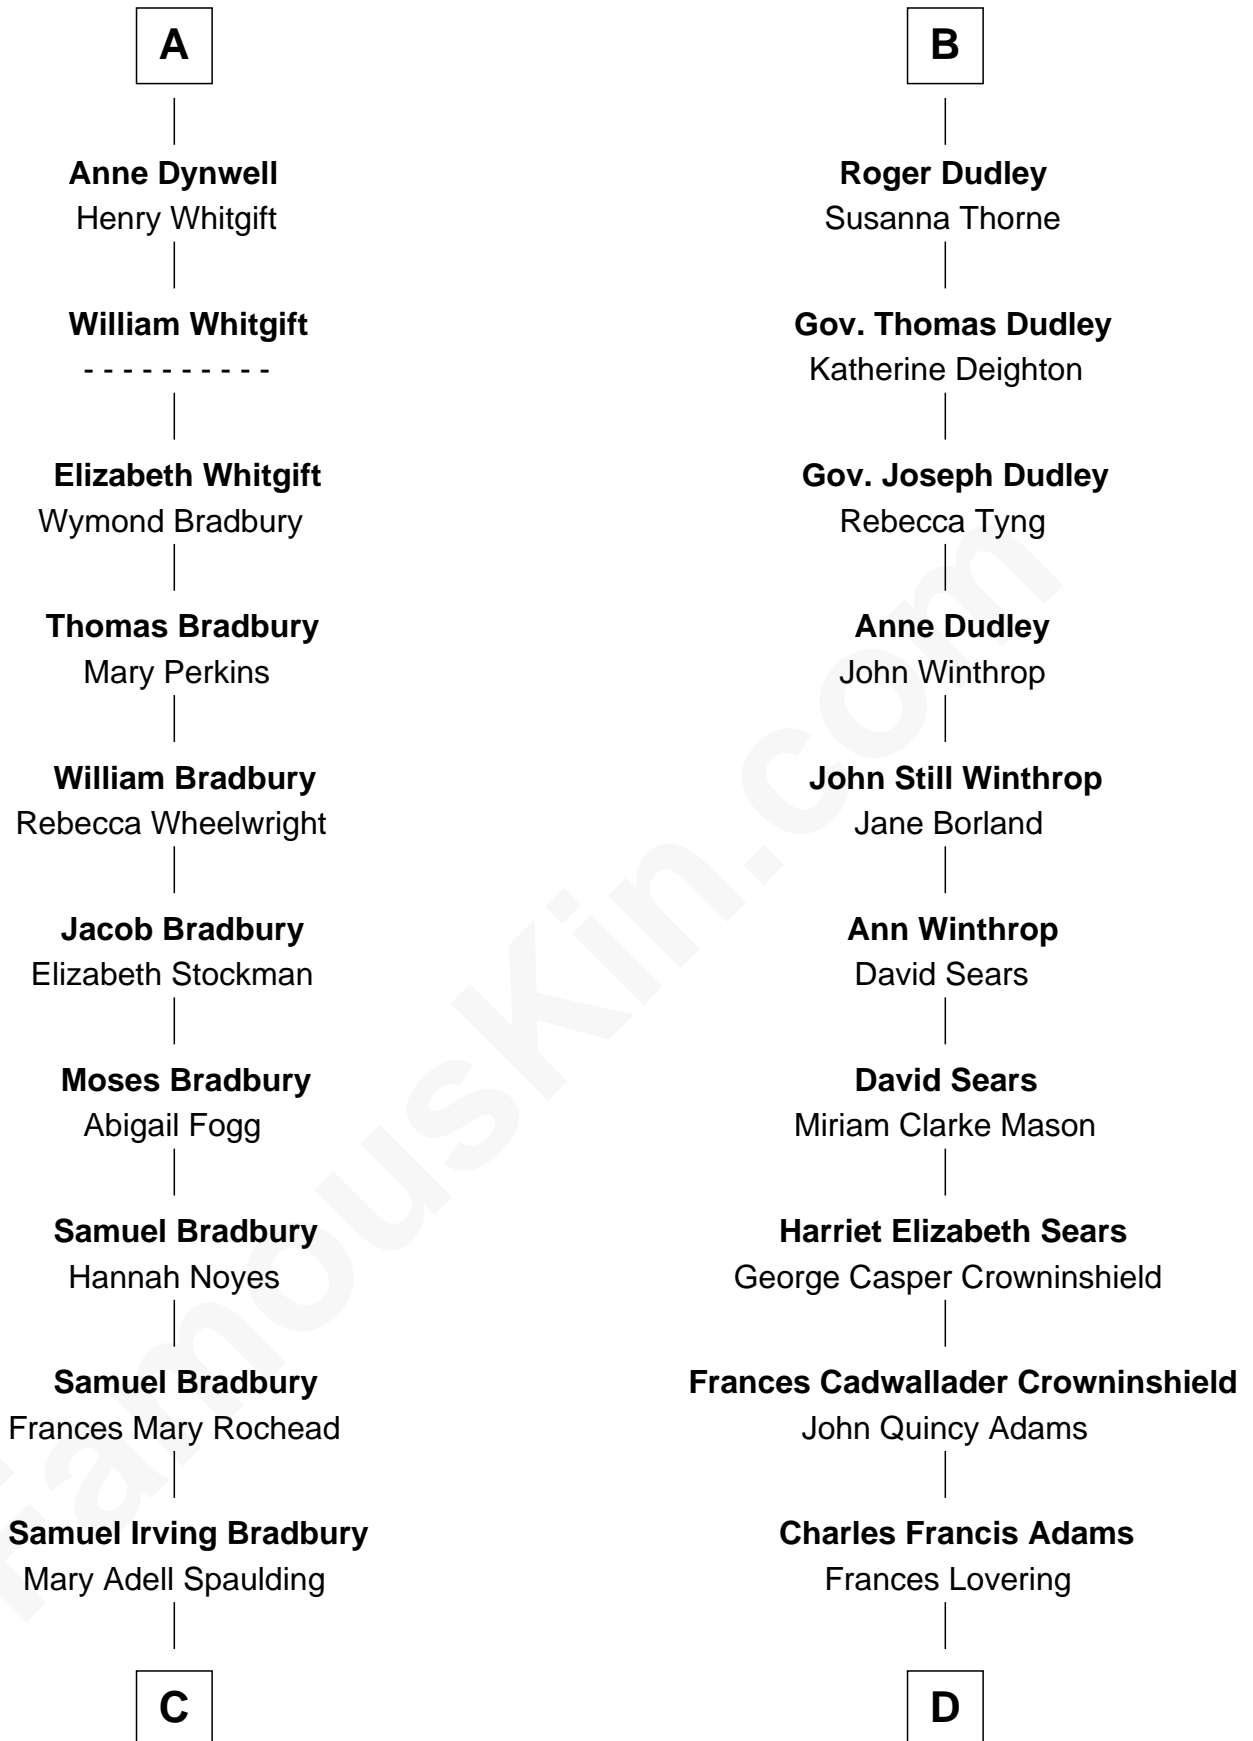 A
Anne Dynwell
Henry Whitgift
William Whitgift
- - - - - - - - - -
Elizabeth Whitgift
Wymond Bradbury
Thomas Bradbury
Mary Perkins
William Bradbury
Rebecca Wheelwright
Jacob Bradbury
Elizabeth Stockman
Moses Bradbury
Abigail Fogg
Samuel Bradbury
Hannah Noyes
Samuel Bradbury
Frances Mary Rochead
Samuel Irving Bradbury
Mary Adell Spaulding
C
B
Roger Dudley
Susanna Thorne
Gov. Thomas Dudley
Katherine Deighton
Gov. Joseph Dudley
Rebecca Tyng
Anne Dudley
John Winthrop
John Still Winthrop
Jane Borland
Ann Winthrop
David Sears
David Sears
Miriam Clarke Mason
Harriet Elizabeth Sears
George Casper Crowninshield
Frances Cadwallader Crowninshield
John Quincy Adams
Charles Francis Adams
Frances Lovering
D
FamousKin.com